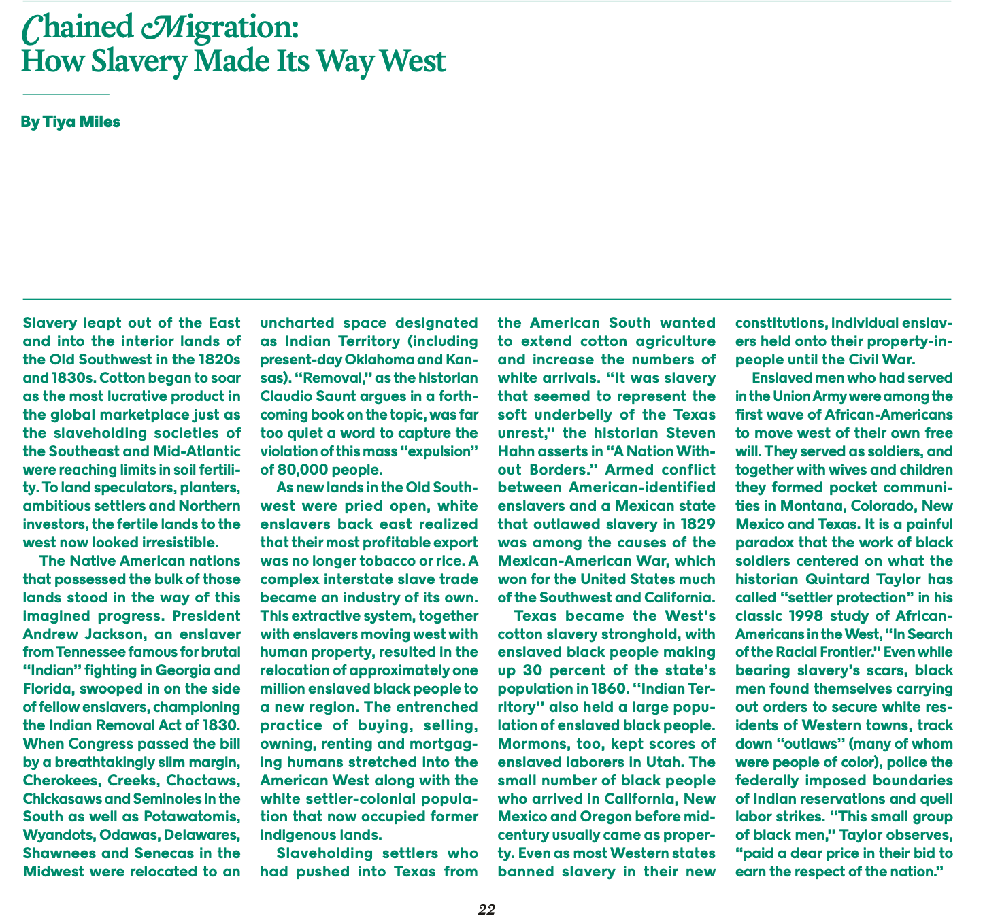 Chained Migration:
How Slavery Made Its Way West
By Tiya Miles
Slavery leapt out of the East
and into the interior lands of
the Old Southwest in the 1820s
and 1830s. Cotton began to soar
as the most lucrative product in
the global marketplace just as
the slaveholding societies of
the Southeast and Mid-Atlantic
were reaching limits in soil fertili-
ty. To land speculators, planters,
ambitious settlers and Northern
investors, the fertile lands to the
west now looked irresistible.
The Native American nations
that possessed the bulk of those
lands stood in the way of this
imagined progress. President
Andrew Jackson, an enslaver
from Tennessee famous for brutal
“Indian” fighting in Georgia and
Florida, swooped in on the side
of fellow enslavers, championing
the Indian Removal Act of 1830.
When Congress passed the bill
by a breathtakingly slim margin,
Cherokees, Creeks, Choctaws,
Chickasaws and Seminoles in the
South as well as Potawatomis,
Wyandots, Odawas, Delawares,
Shawnees and Senecas in the
Midwest were relocated to an
uncharted space designated
as Indian Territory (including
present-day Oklahoma and Kan-
sas). “Removal,” as the historian
Claudio Saunt argues in a forth-
coming book on the topic, was far
too quiet a word to capture the
violation of this mass “expulsion”
of 80,000 people.
As new lands in the Old South-
west were pried open, white
enslavers back east realized
that their most profitable export
was no longer tobacco or rice. A
complex interstate slave trade
became an industry of its own.
This extractive system, together
with enslavers moving west with
human property, resulted in the
relocation of approximately one
million enslaved black people to
a new region. The entrenched
practice of buying, selling,
owning, renting and mortgag-
ing humans stretched into the
American West along with the
white settler-colonial popula-
tion that now occupied former
indigenous lands.
Slaveholding settlers who
had pushed into Texas from
the American South wanted
to extend cotton agriculture
and increase the numbers of
white arrivals. “It was slavery
that seemed to represent the
soft underbelly of the Texas
unrest,” the historian Steven
Hahn asserts in “A Nation With-
out Borders.” Armed conflict
between American-identified
enslavers and a Mexican state
that outlawed slavery in 1829
was among the causes of the
Mexican-American War, which
won for the United States much
of the Southwest and California.
Texas became the West’s
cotton slavery stronghold, with
enslaved black people making
up 30 percent of the state’s
population in 1860. “Indian Ter-
ritory” also held a large popu-
lation of enslaved black people.
Mormons, too, kept scores of
enslaved laborers in Utah. The
small number of black people
who arrived in California, New
Mexico and Oregon before mid-
century usually came as proper-
ty. Even as most Western states
banned slavery in their new
constitutions, individual enslav-
ers held onto their property-in-
people until the Civil War.
Enslaved men who had served
in the Union Army were among the
first wave of African-Americans
to move west of their own free
will. They served as soldiers, and
together with wives and children
they formed pocket communi-
ties in Montana, Colorado, New
Mexico and Texas. It is a painful
paradox that the work of black
soldiers centered on what the
historian Quintard Taylor has
called “settler protection” in his
classic 1998 study of African-
Americans in the West, “In Search
of the Racial Frontier.” Even while
bearing slavery’s scars, black
men found themselves carrying
out orders to secure white res-
idents of Western towns, track
down “outlaws” (many of whom
were people of color), police the
federally imposed boundaries
of Indian reservations and quell
labor strikes. “This small group
of black men,” Taylor observes,
“paid a dear price in their bid to
earn the respect of the nation.”
22